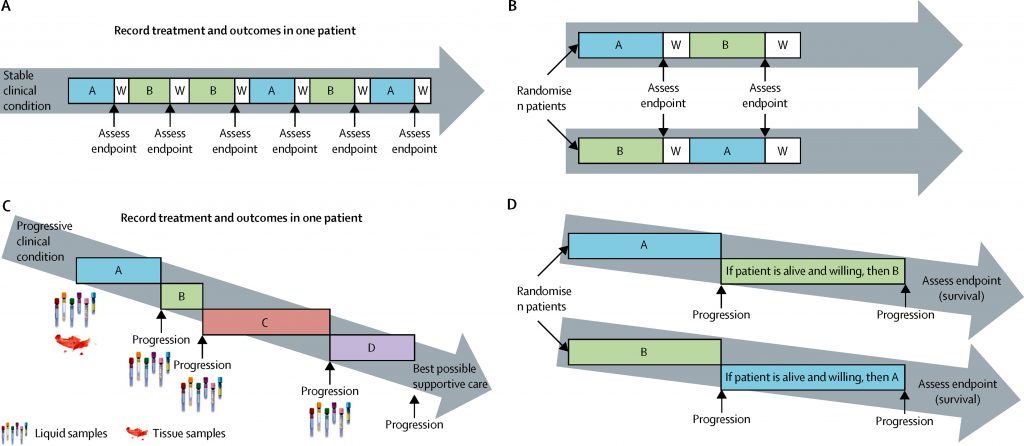 A
Record treatment and outcomes in one patient
Stable
clinical
condition
A W B W B W A W B W A W
Assess
endpoint
Assess
endpoint
Assess
endpoint
Assess
endpoint
Assess
endpoint
Assess
endpoint
B
A W B W
Randomise
n patients
Assess
endpoint
Assess
endpoint
B W A W
C
Record treatment and outcomes in one patient
Progressive
clinical
condition
A
B
C
D
Progression
Progression
Progression
Progression
Best possible
supportive care
Liquid samples
Tissue samples
D
A
If patient is alive and willing, then B
Assess endpoint
(survival)
Randomise
n patients
Progression
Progression
B
If patient is alive and willing, then A
Assess endpoint
(survival)
Progression
Progression